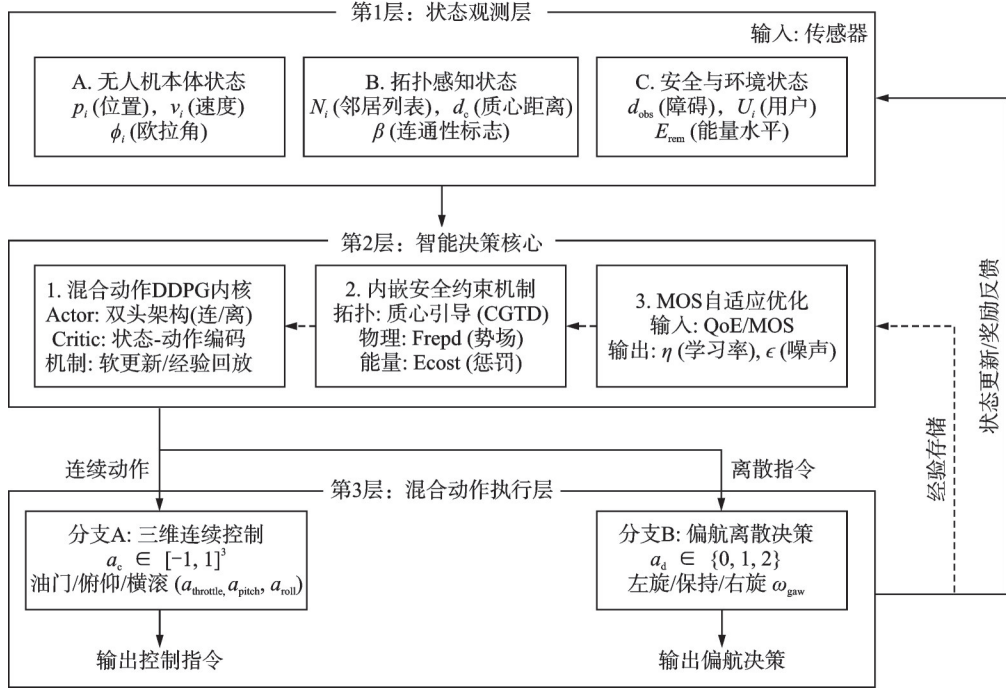 第1层：状态观测层
输入: 传感器
A. 无人机本体状态
p_i (位置)，v_i (速度)
ϕ_i (欧拉角)
B. 拓扑感知状态
N_i (邻居列表)，d_c (质心距离)
β (连通性标志)
C. 安全与环境状态
d_obs (障碍)，U_i (用户)
E_rem (能量水平)
第2层：智能决策核心
1. 混合动作DDPG内核
Actor: 双头架构(连/离)
Critic: 状态-动作编码
机制: 软更新/经验回放
2. 内嵌安全约束机制
拓扑: 质心引导 (CGTD)
物理: Frepd (势场)
能量: Ecost (惩罚)
3. MOS自适应优化
输入: QoE/MOS
输出: η (学习率), ϵ (噪声)
连续动作
离散指令
第3层：混合动作执行层
分支A: 三维连续控制
a_c ∈ [−1, 1]^3
油门/俯仰/横滚 (a_throttle, a_pitch, a_roll)
输出控制指令
分支B: 偏航离散决策
a_d ∈ {0, 1, 2}
左旋/保持/右旋 ω_gaw
输出偏航决策
经验存储
状态更新/奖励反馈